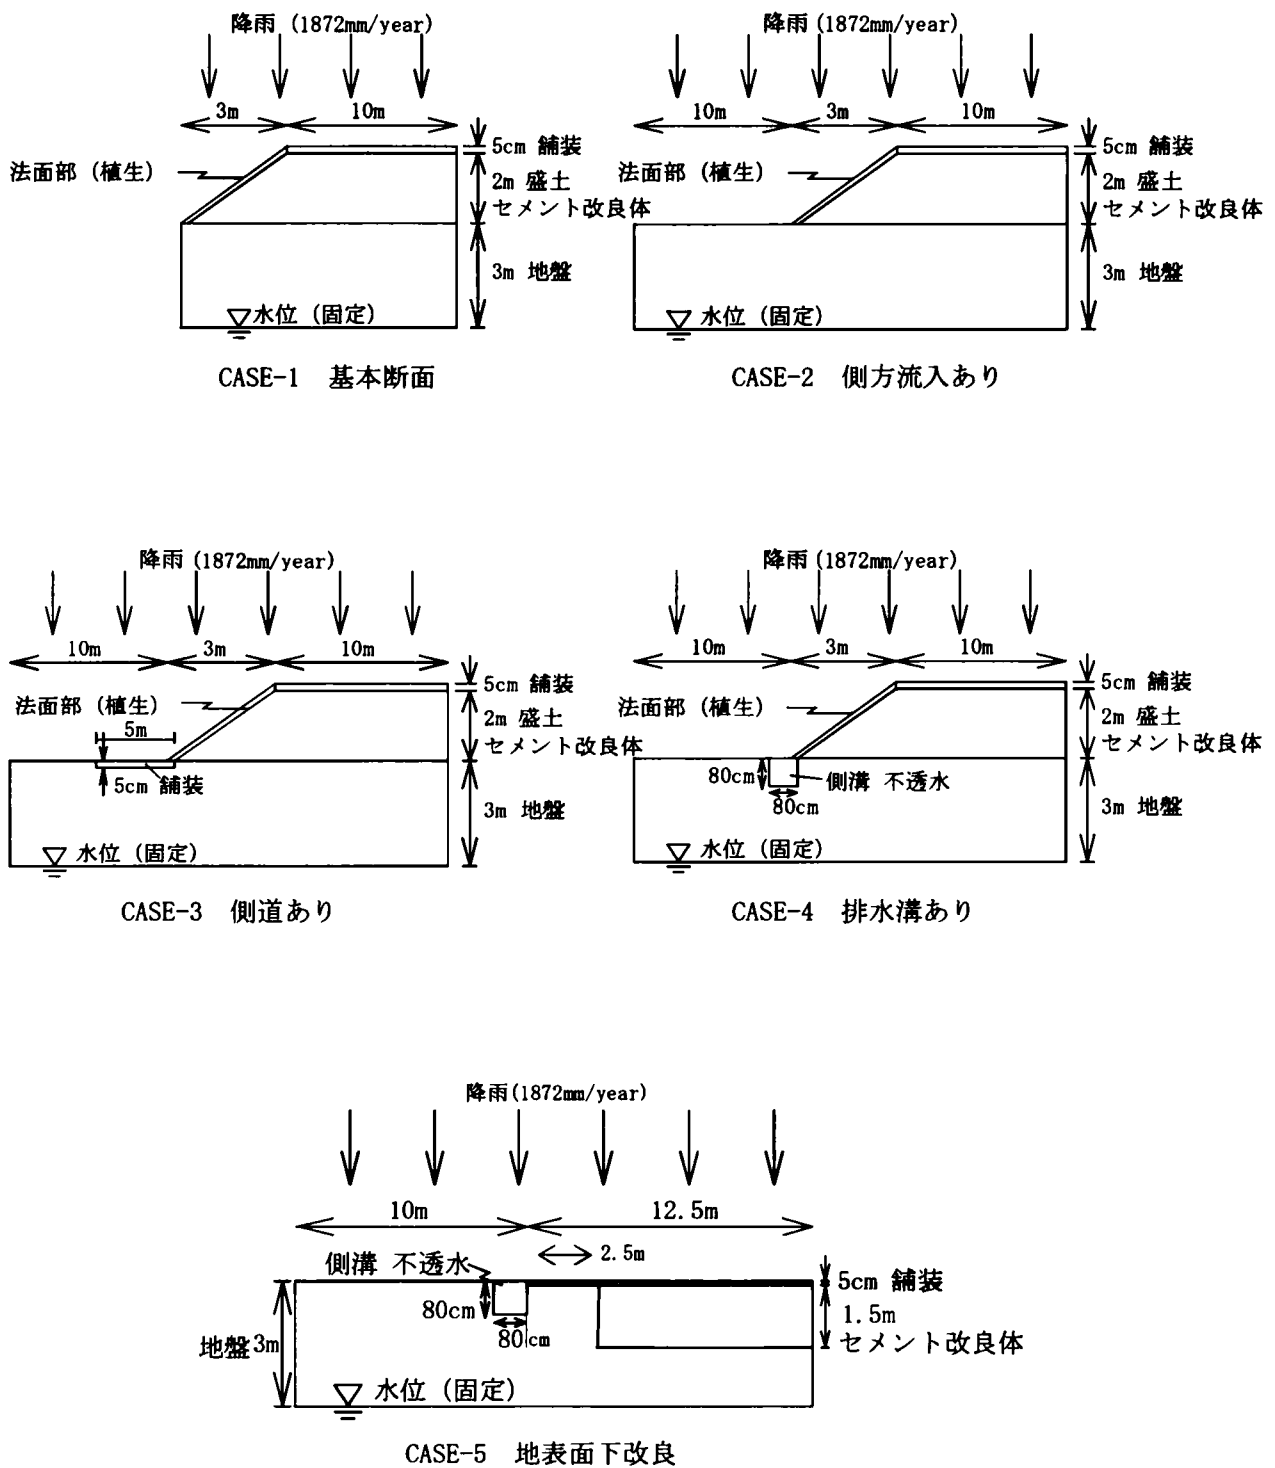 降雨 (1872mm/year)
3m
10m
法面部 (植生)
5cm 舗装
2m 盛土
セメント改良体
3m 地盤
水位 (固定)
CASE-1 基本断面
降雨 (1872mm/year)
10m
3m
10m
法面部 (植生)
5cm 舗装
2m 盛土
セメント改良体
3m 地盤
水位 (固定)
CASE-2 側方流入あり
降雨 (1872mm/year)
10m
3m
10m
法面部 (植生)
5m
5cm 舗装
5cm 舗装
2m 盛土
セメント改良体
3m 地盤
水位 (固定)
CASE-3 側道あり
降雨 (1872mm/year)
10m
3m
10m
法面部 (植生)
80cm
側溝 不透水
80cm
5cm 舗装
2m 盛土
セメント改良体
3m 地盤
水位 (固定)
CASE-4 排水溝あり
降雨(1872mm/year)
10m
12.5m
2.5m
側溝 不透水
80cm
80cm
5cm 舗装
1.5m
セメント改良体
地盤 3m
水位 (固定)
CASE-5 地表面下改良